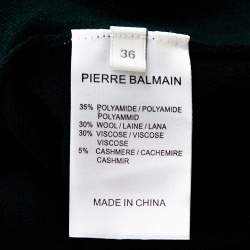 36
PIERRE BALMAIN
35% POLYAMIDE / POLYAMIDE
POLYAMMID
30% WOOL / LAINE / LANA
30% VISCOSE / VISCOSE
VISCOSE
5% CASHMERE / CACHEMIRE
CASHMIR
MADE IN CHINA